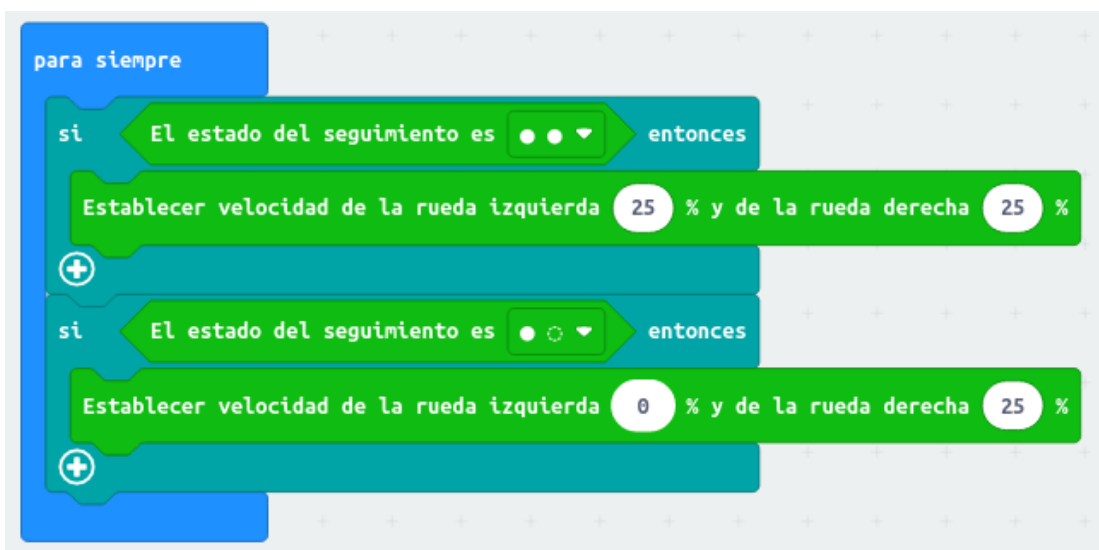 para siempre
si El estado del seguimiento es entonces
Establecer velocidad de la rueda izquierda 25 % y de la rueda derecha 25 %
si El estado del seguimiento es entonces
Establecer velocidad de la rueda izquierda 0 % y de la rueda derecha 25 %